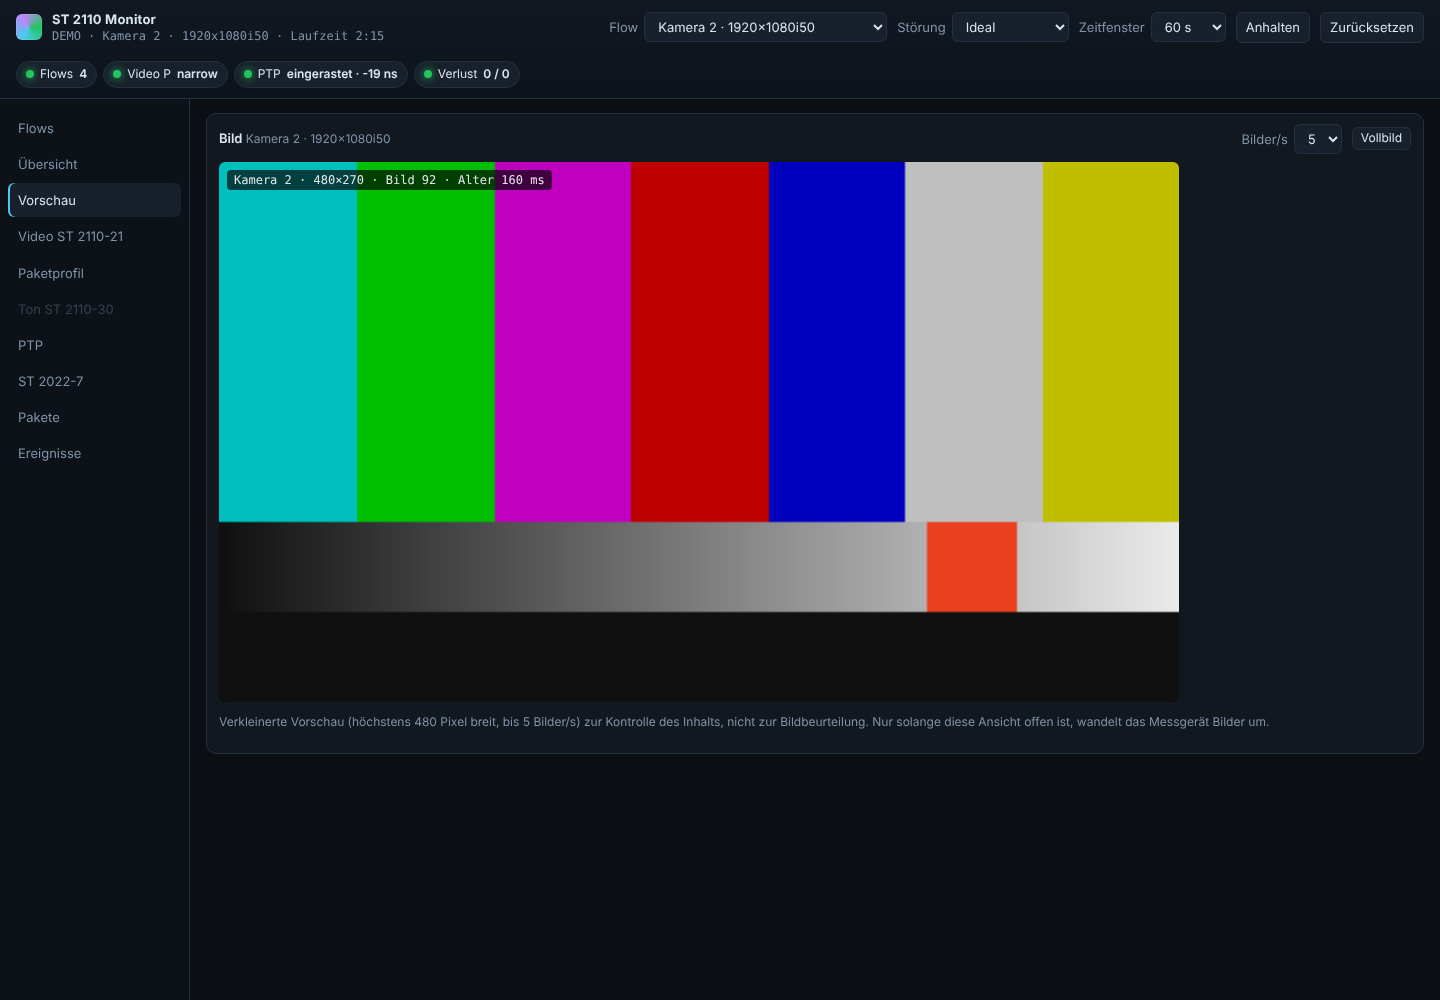 ST 2110 Monitor
DEMO · Kamera 2 · 1920x1080i50 · Laufzeit 2:15
Flow Kamera 2 · 1920×1080i50 Störung Ideal Zeitfenster 60 s Anhalten Zurücksetzen
Flows 4 Video P narrow PTP eingerastet · -19 ns Verlust 0 / 0
Flows
Übersicht
Vorschau
Video ST 2110-21
Paketprofil
Ton ST 2110-30
PTP
ST 2022-7
Pakete
Ereignisse
Bild Kamera 2 · 1920×1080i50 Bilder/s 5 Vollbild
Kamera 2 · 480×270 · Bild 92 · Alter 160 ms
Verkleinerte Vorschau (höchstens 480 Pixel breit, bis 5 Bilder/s) zur Kontrolle des Inhalts, nicht zur Bildbeurteilung. Nur solange diese Ansicht offen ist, wandelt das Messgerät Bilder um.